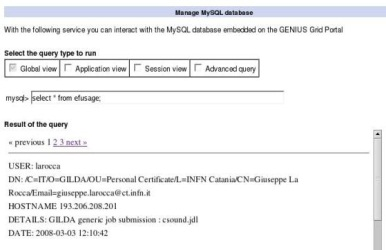 Manage MySQL database
With the following service you can interact with the MySQL database embedded on the GENIUS Grid Portal
Select the query type to run
Global view Application view Session view Advanced query
mysql> select * from efusage;
Result of the query
« previous 1 2 3 next »
USER: larocca
DN: /C=IT/O=GILDA/OU=Personal Certificate/L=INFN Catania/CN=Giuseppe La
Rocca/Email=giuseppe.larocca@ct.infn.it
HOSTNAME 193.206.208.201
DETAILS: GILDA generic job submission : csound.jdl
DATE: 2008-03-03 12:10:42